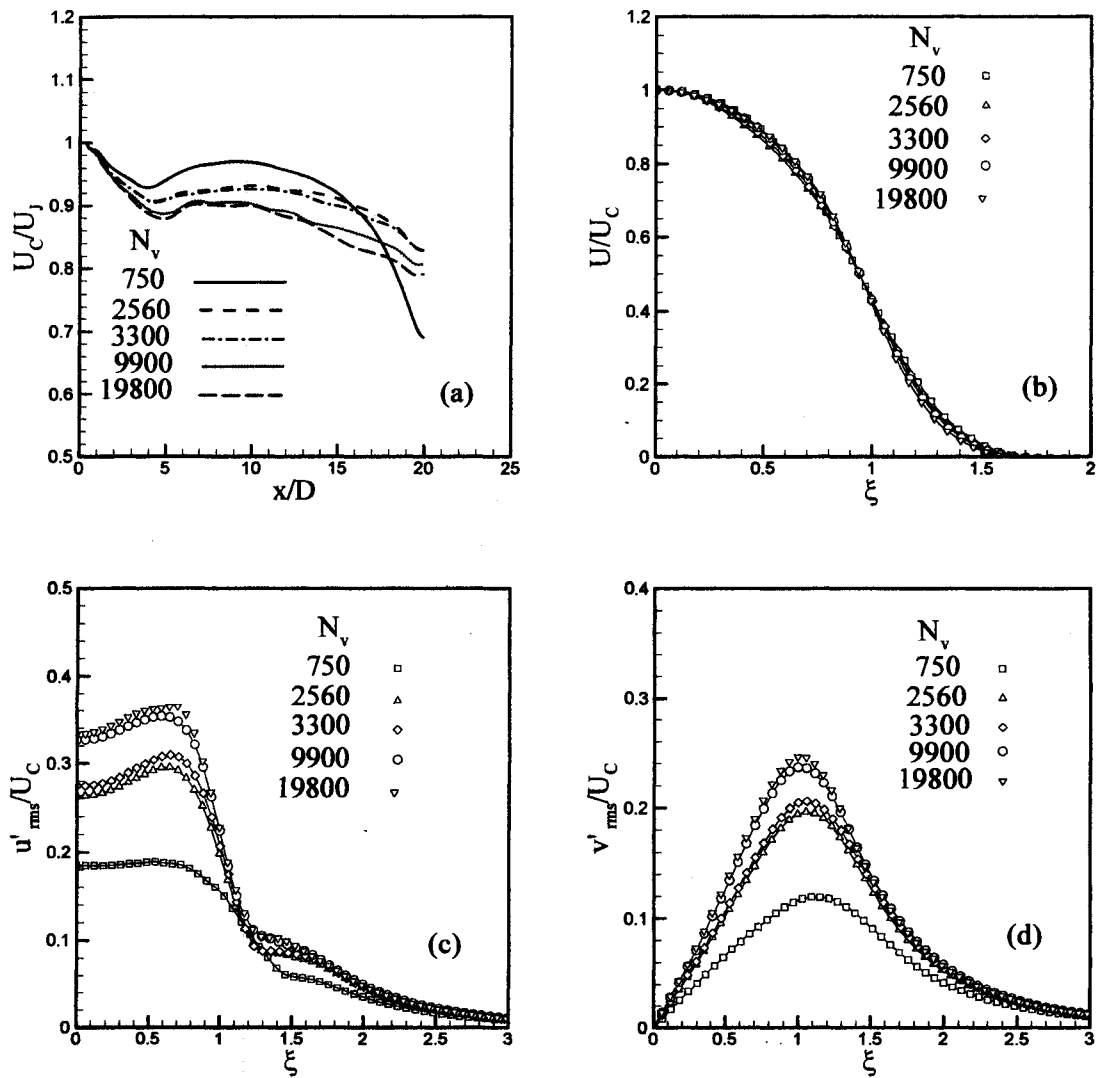 1.2
1.1
1
0.9
0.8
0.7
0.6
0.5
U_C/U_J
N_v
750
2560
3300
9900
19800
(a)
0 5 10 15 20 25
x/D
1.2
1
0.8
0.6
0.4
0.2
0
U/U_C
N_v
750
2560
3300
9900
19800
(b)
0 0.5 1 1.5 2
ξ
0.5
0.4
0.3
0.2
0.1
0
u'_rms/U_C
N_v
750
2560
3300
9900
19800
(c)
0 0.5 1 1.5 2 2.5 3
ξ
0.4
0.3
0.2
0.1
0
v'_rms/U_C
N_v
750
2560
3300
9900
19800
(d)
0 0.5 1 1.5 2 2.5 3
ξ